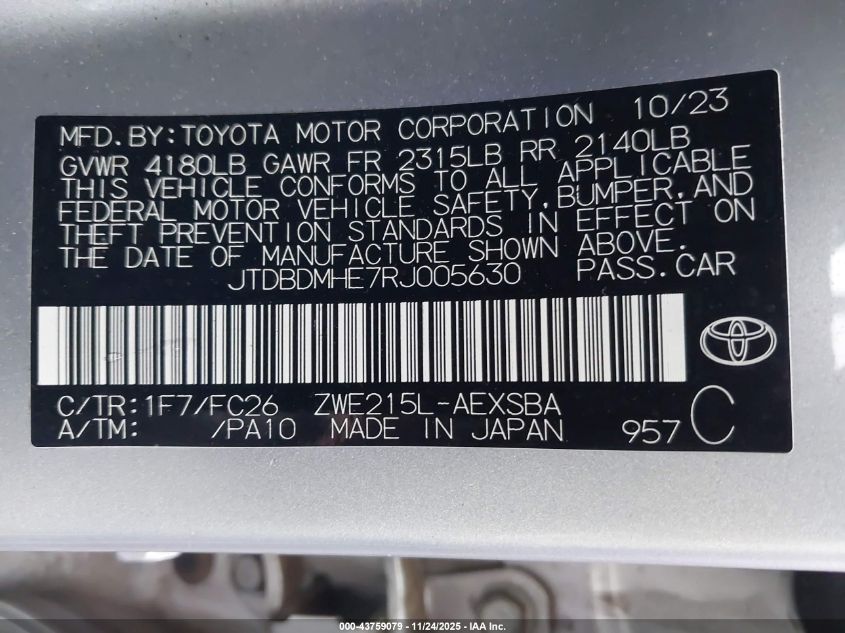 MFD. BY: TOYOTA MOTOR CORPORATION 10/23
GVWR 4180LB GAWR FR 2315LB RR 2140LB
THIS VEHICLE CONFORMS TO ALL APPLICABLE
FEDERAL MOTOR VEHICLE SAFETY, BUMPER, AND
THEFT PREVENTION STANDARDS IN EFFECT ON
THE DATE OF MANUFACTURE SHOWN ABOVE.
JTDBDMHE7RJ005630 PASS. CAR
C/TR: 1F7/FC26 ZWE215L-AEXSBA
A/TM: /PA10 MADE IN JAPAN 957 C
000-43759079 — 11/24/2025 — IAA Inc.